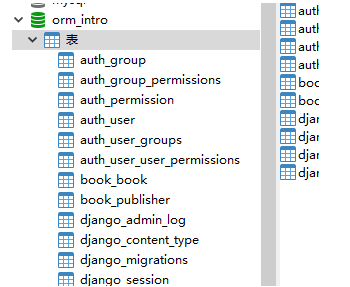 mysql
orm_intro
表
auth_group
auth_group_permissions
auth_permission
auth_user
auth_user_groups
auth_user_user_permissions
book_book
book_publisher
django_admin_log
django_content_type
django_migrations
django_session
auth
auth
auth
auth
boo
boo
djan
djan
djan
djan